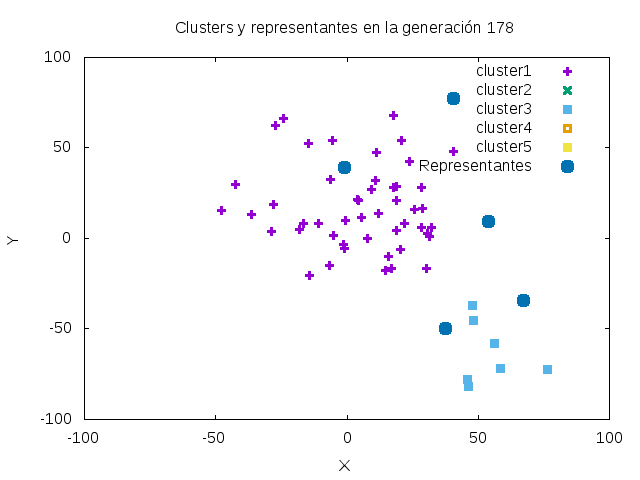 Clusters y representantes en la generación 178
cluster1
cluster2
cluster3
cluster4
cluster5
Representantes
100
50
0
-50
-100
Y
-100
-50
0
50
100
X